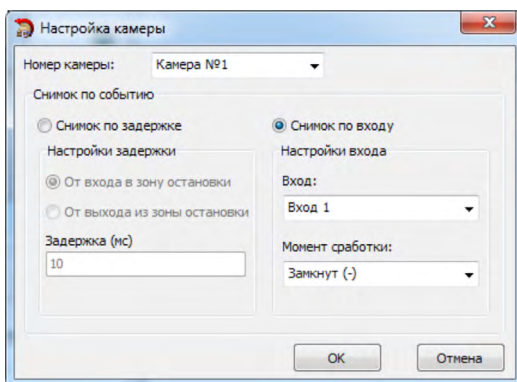 Настройка камеры
Номер камеры: Камера №1
Снимок по событию
Снимок по задержке
Настройки задержки
От входа в зону остановки
От выхода из зоны остановки
Задержка (мс)
10
Снимок по входу
Настройки входа
Вход:
Вход 1
Момент сработки:
Замкнут (-)
ОК Отмена